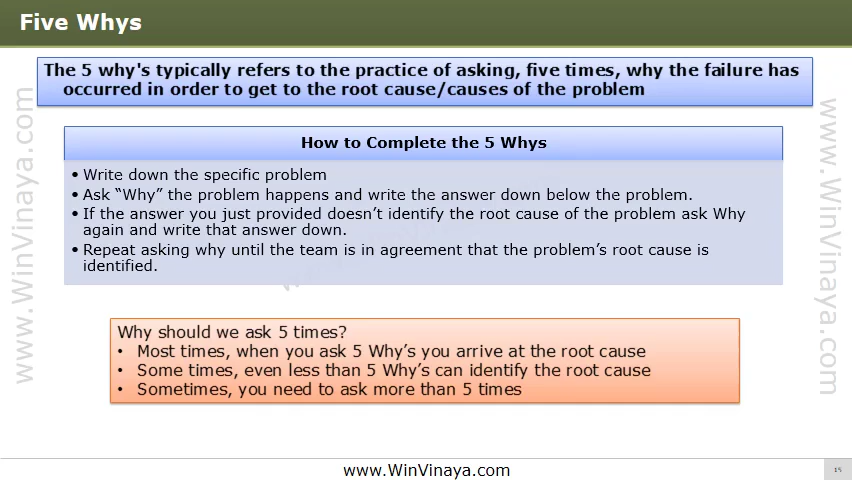 Five Whys
The 5 why's typically refers to the practice of asking, five times, why the failure has
occurred in order to get to the root cause/causes of the problem
How to Complete the 5 Whys
• Write down the specific problem
• Ask “Why” the problem happens and write the answer down below the problem.
• If the answer you just provided doesn’t identify the root cause of the problem ask Why
again and write that answer down.
• Repeat asking why until the team is in agreement that the problem’s root cause is
identified.
Why should we ask 5 times?
• Most times, when you ask 5 Why’s you arrive at the root cause
• Some times, even less than 5 Why’s can identify the root cause
• Sometimes, you need to ask more than 5 times
www.WinVinaya.com
www.WinVinaya.com
www.WinVinaya.com